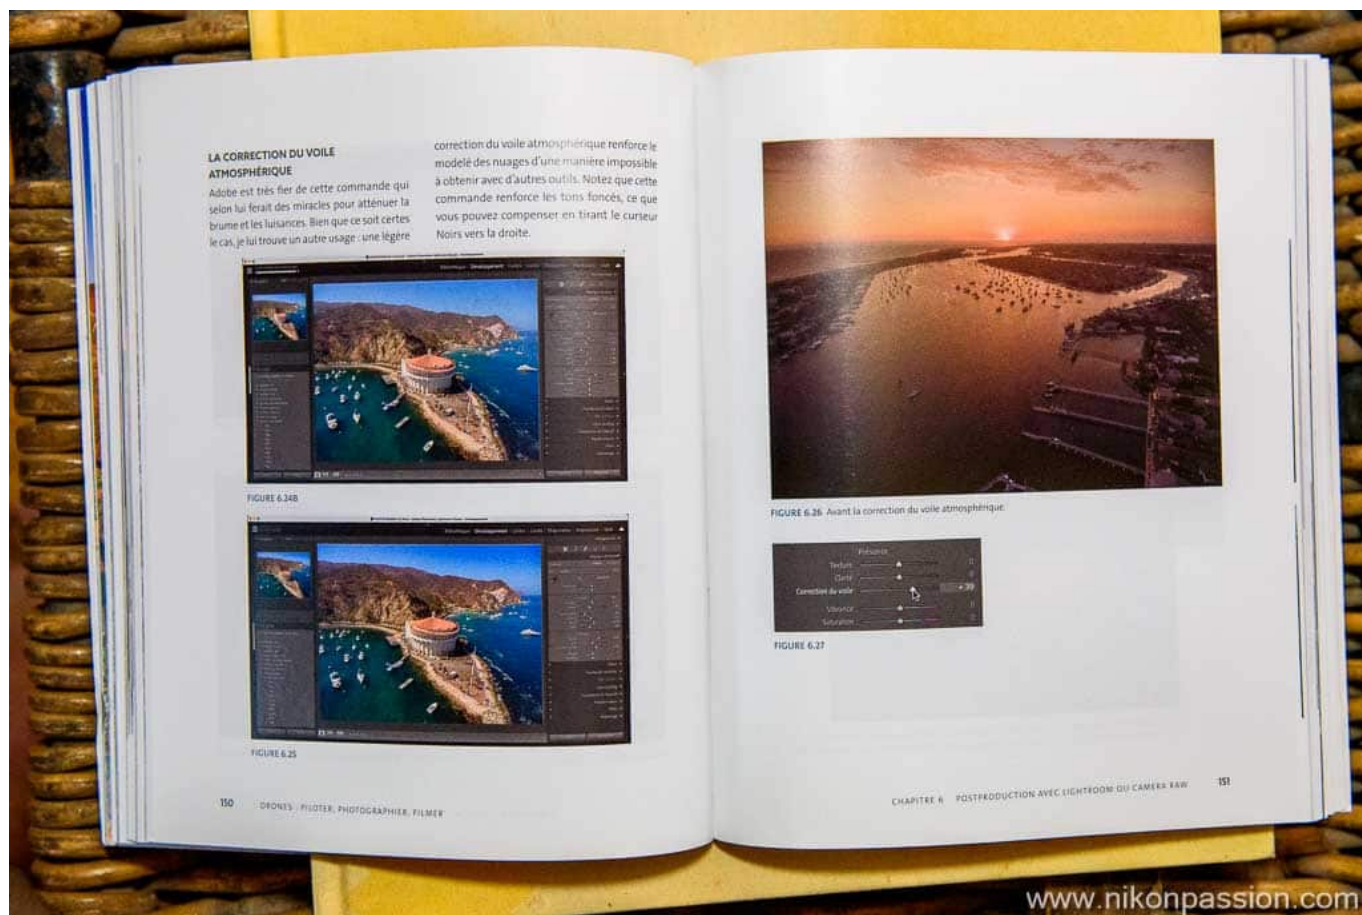 LA CORRECTION DU VOILE
ATMOSPHÉRIQUE
Adobe est très fier de cette commande qui
selon lui ferait des miracles pour atténuer la
brume et les luisances. Bien que ce soit certes
le cas, je lui trouve un autre usage : une légère
correction du voile atmosphérique renforce le
modelé des nuages d'une manière impossible
à obtenir avec d'autres outils. Notez que cette
commande renforce les tons foncés, ce que
vous pouvez compenser en tirant le curseur
Noirs vers la droite.
FIGURE 6.24B
FIGURE 6.25
150 DRONES : PILOTER, PHOTOGRAPHIER, FILMER
FIGURE 6.26 Avant la correction du voile atmosphérique
Présence
Texture 0
Clarté 0
Correction du voile + 39
Vibrance 0
Saturation 0
FIGURE 6.27
CHAPITRE 6 POSTPRODUCTION AVEC LIGHTROOM OU CAMERA RAW 151
www.nikonpassion.com